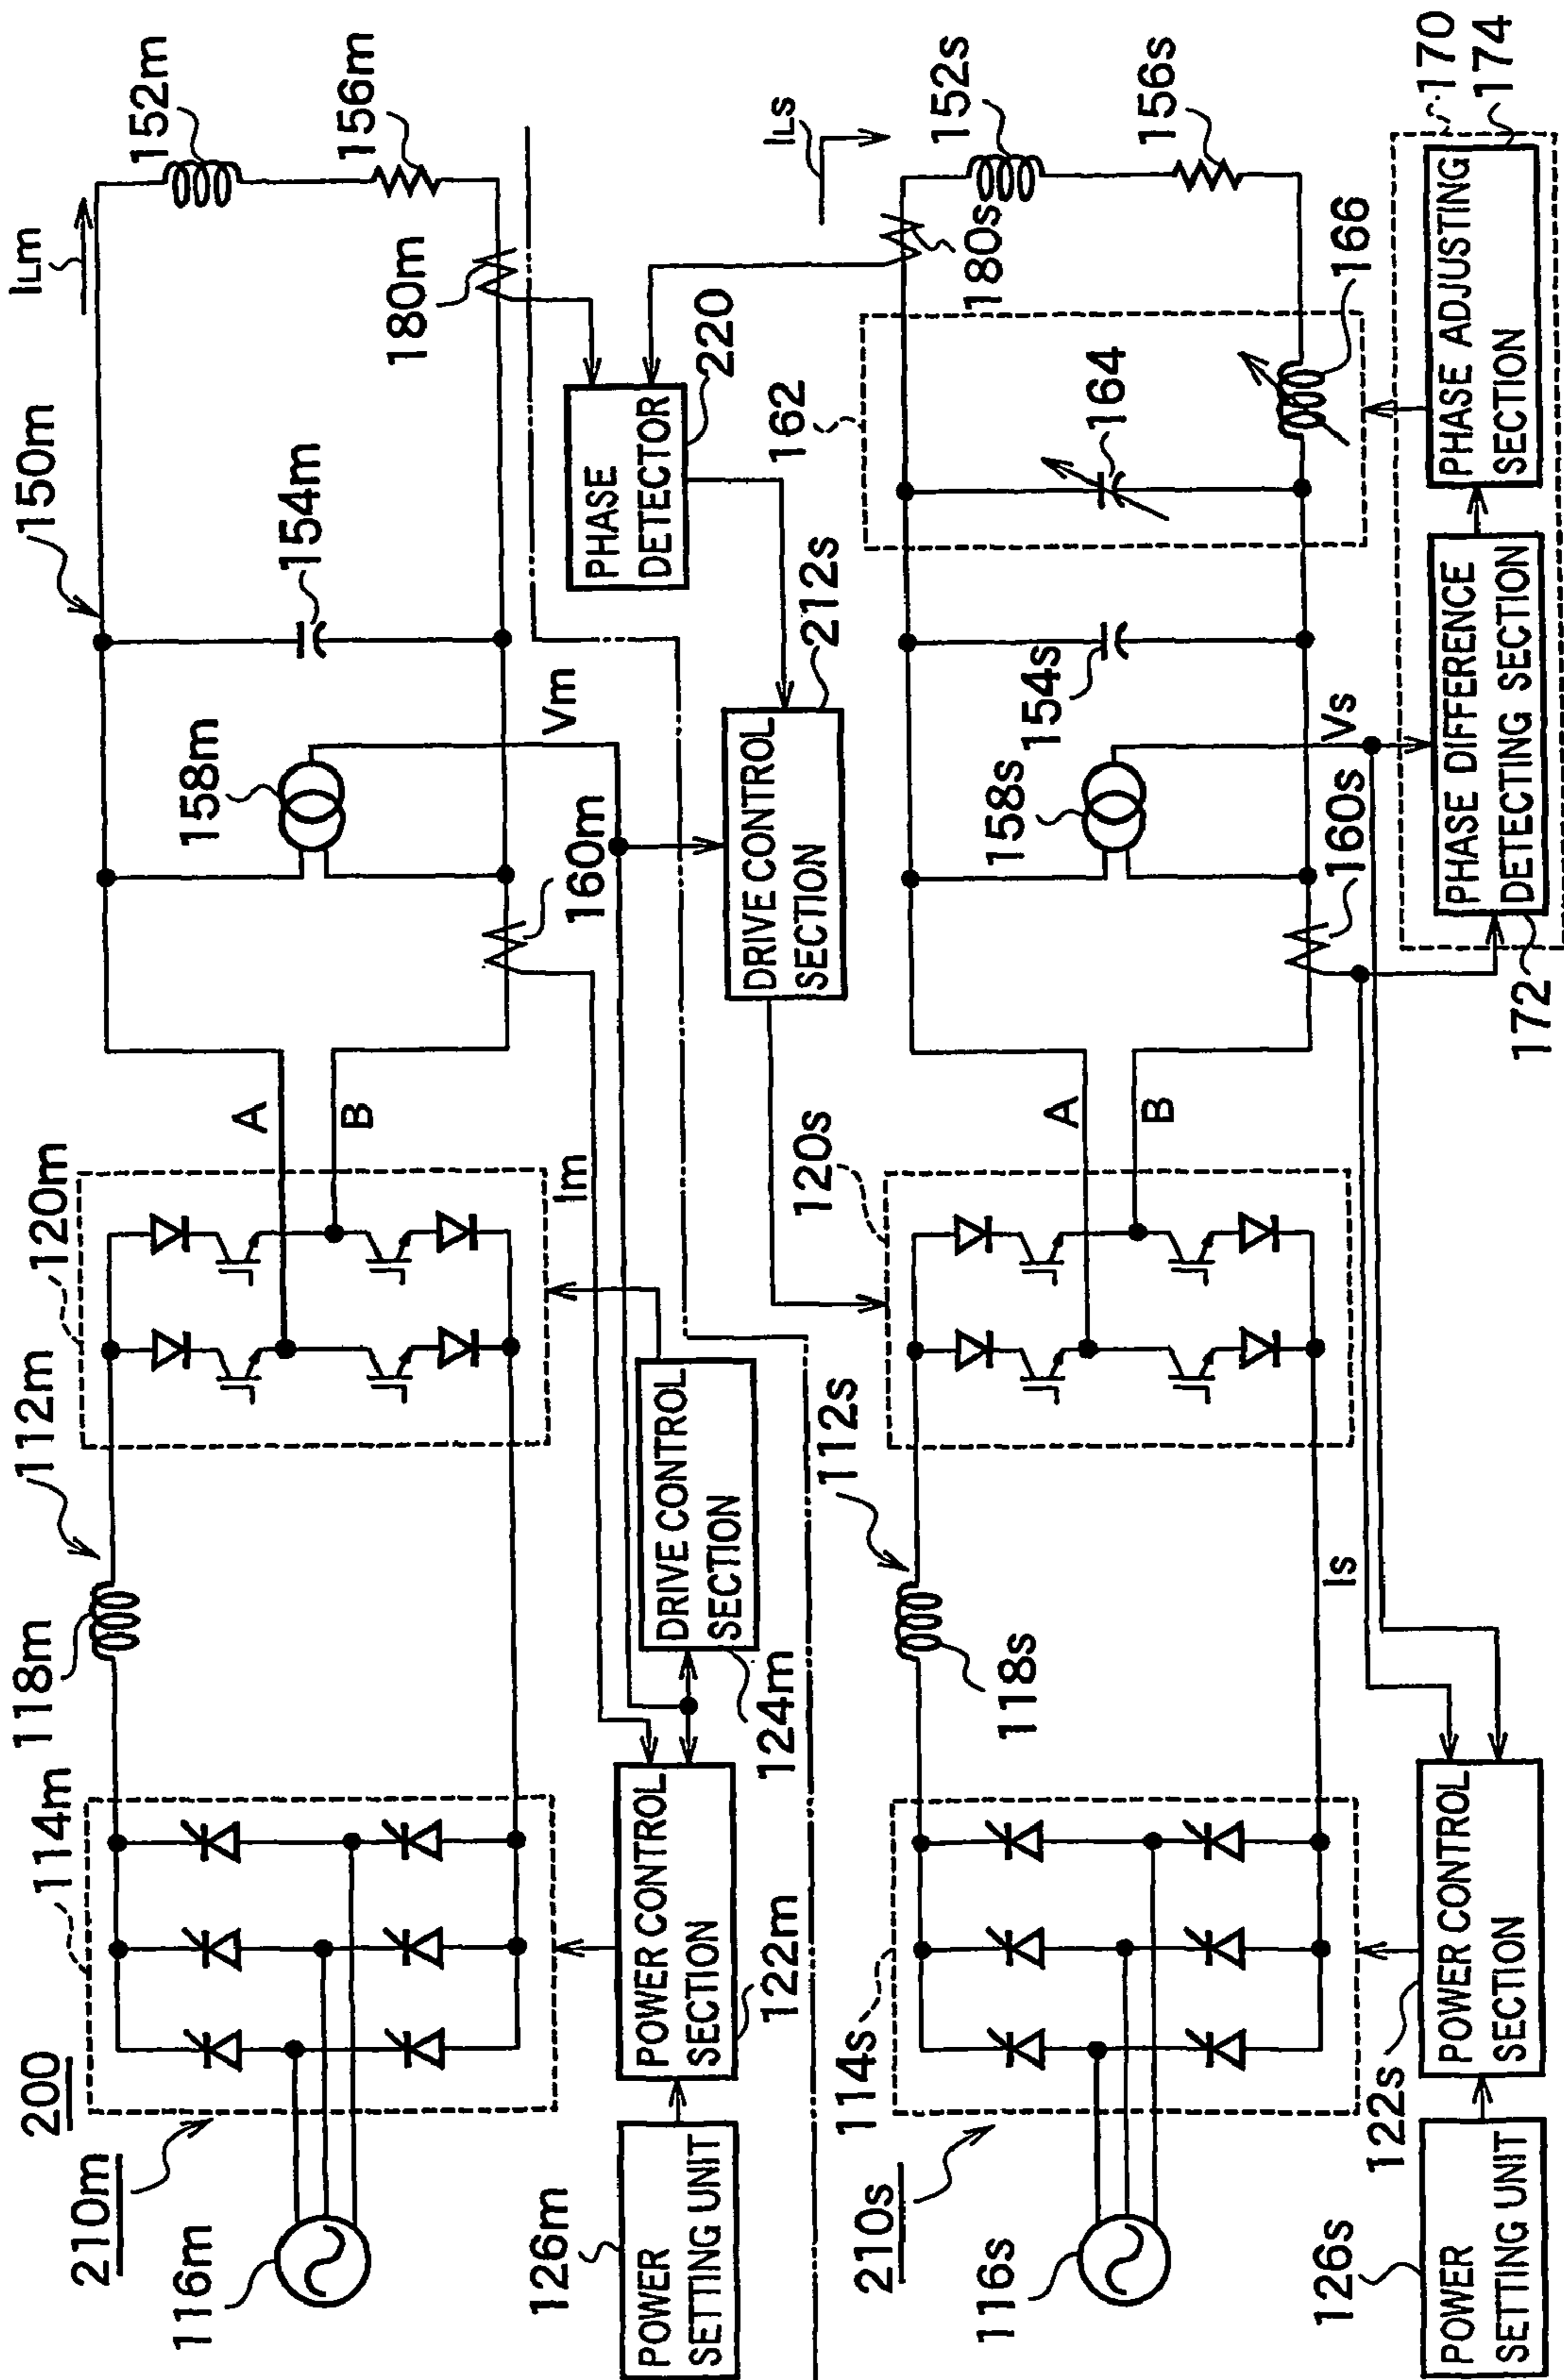 200
210m
116m
114m
118m
112m
120m
A
B
Im
150m
158m
160m
Vm
154m
ILm
152m
156m
180m
126m
POWER
SETTING UNIT
POWER CONTROL
SECTION
122m
124m
DRIVE CONTROL
SECTION
DRIVE CONTROL
SECTION
212s
PHASE
DETECTOR
220
210s
116s
114s
118s
112s
120s
A
B
Is
158s
160s
Vs
154s
162
164
166
180s
ILs
152s
156s
126s
POWER
SETTING UNIT
122s
POWER CONTROL
SECTION
172
PHASE DIFFERENCE
DETECTING SECTION
PHASE ADJUSTING
SECTION
170
174